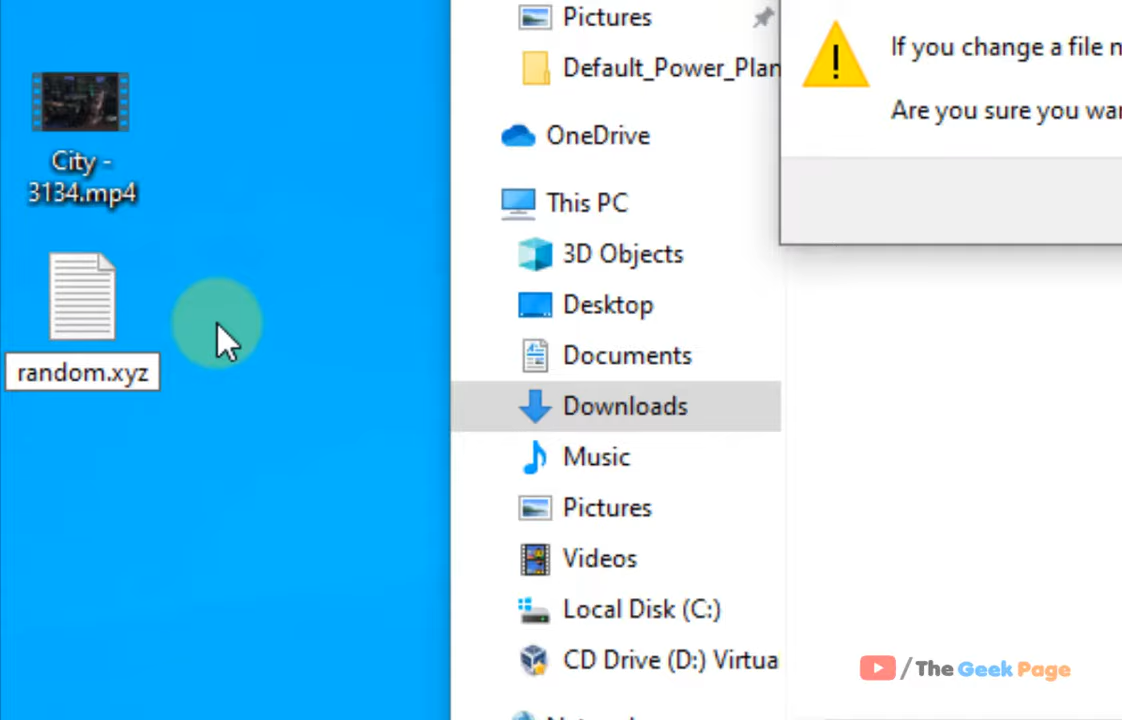 City -
3134.mp4
random.xyz
Pictures
Default_Power_Plan
OneDrive
This PC
3D Objects
Desktop
Documents
Downloads
Music
Pictures
Videos
Local Disk (C:)
CD Drive (D:) Virtua
If you change a file n
Are you sure you wa
/The Geek Page